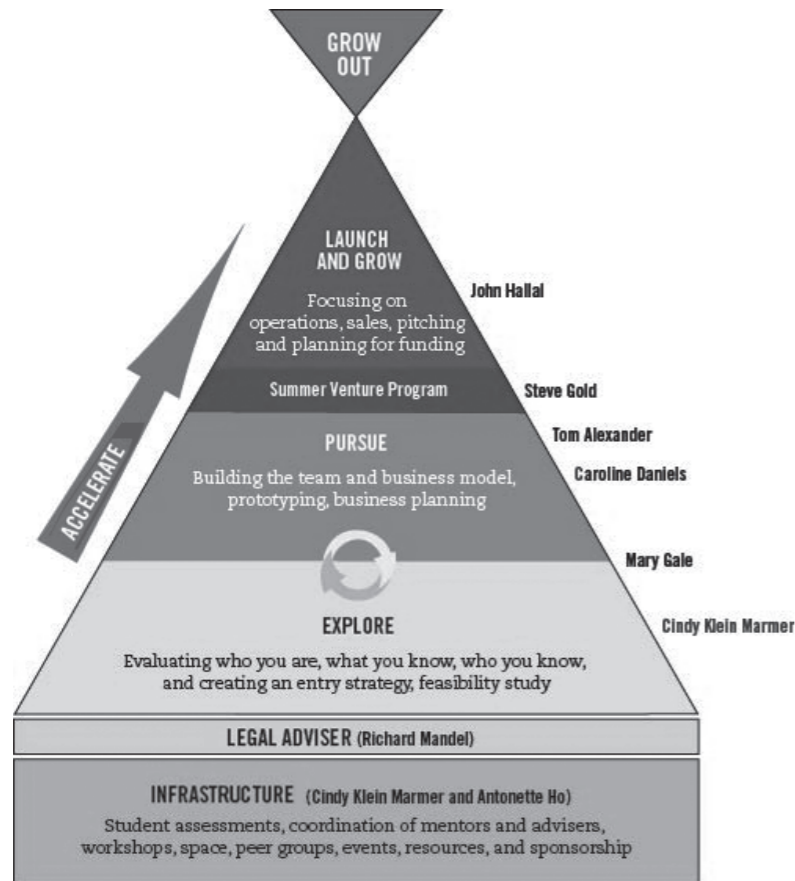 GROW
OUT
LAUNCH
AND GROW
Focusing on
operations, sales, pitching
and planning for funding
John Hallal
Summer Venture Program
Steve Gold
Tom Alexander
PURSUE
Caroline Daniels
Building the team and business model,
prototyping, business planning
ACCELERATE
Mary Gale
EXPLORE
Cindy Klein Marmer
Evaluating who you are, what you know, who you know,
and creating an entry strategy, feasibility study
LEGAL ADVISER (Richard Mandel)
INFRASTRUCTURE (Cindy Klein Marmer and Antonette Ho)
Student assessments, coordination of mentors and advisers,
workshops, space, peer groups, events, resources, and sponsorship